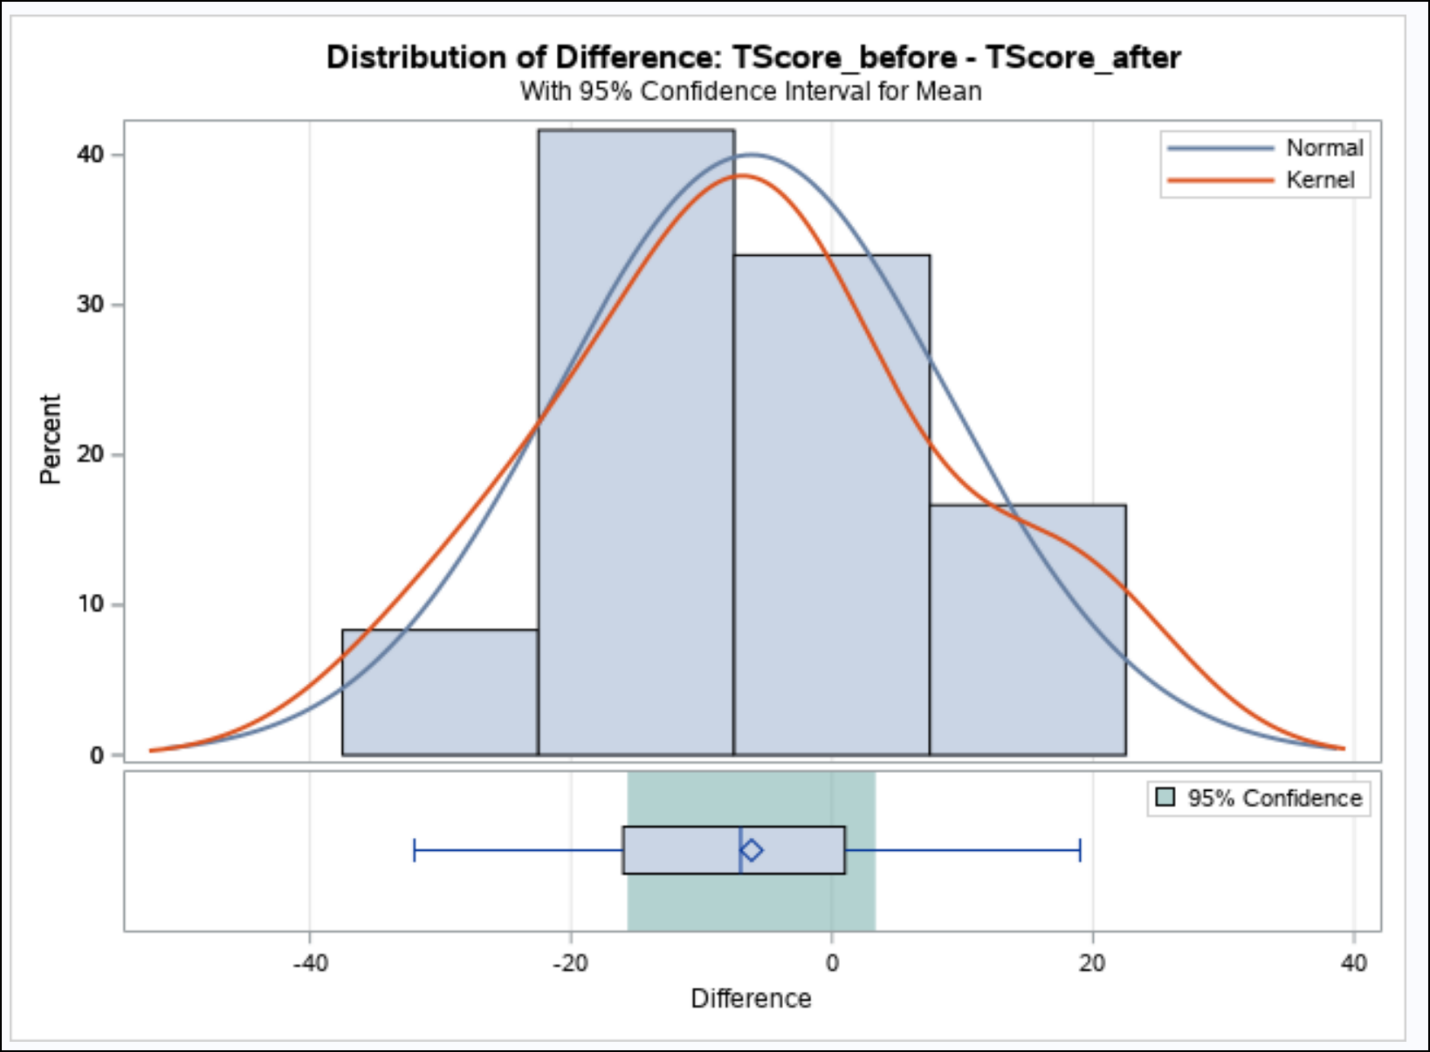 Distribution of Difference: TScore_before - TScore_after
With 95% Confidence Interval for Mean
Normal
Kernel
40
30
20
10
0
Percent
95% Confidence
-40 -20 0 20 40
Difference